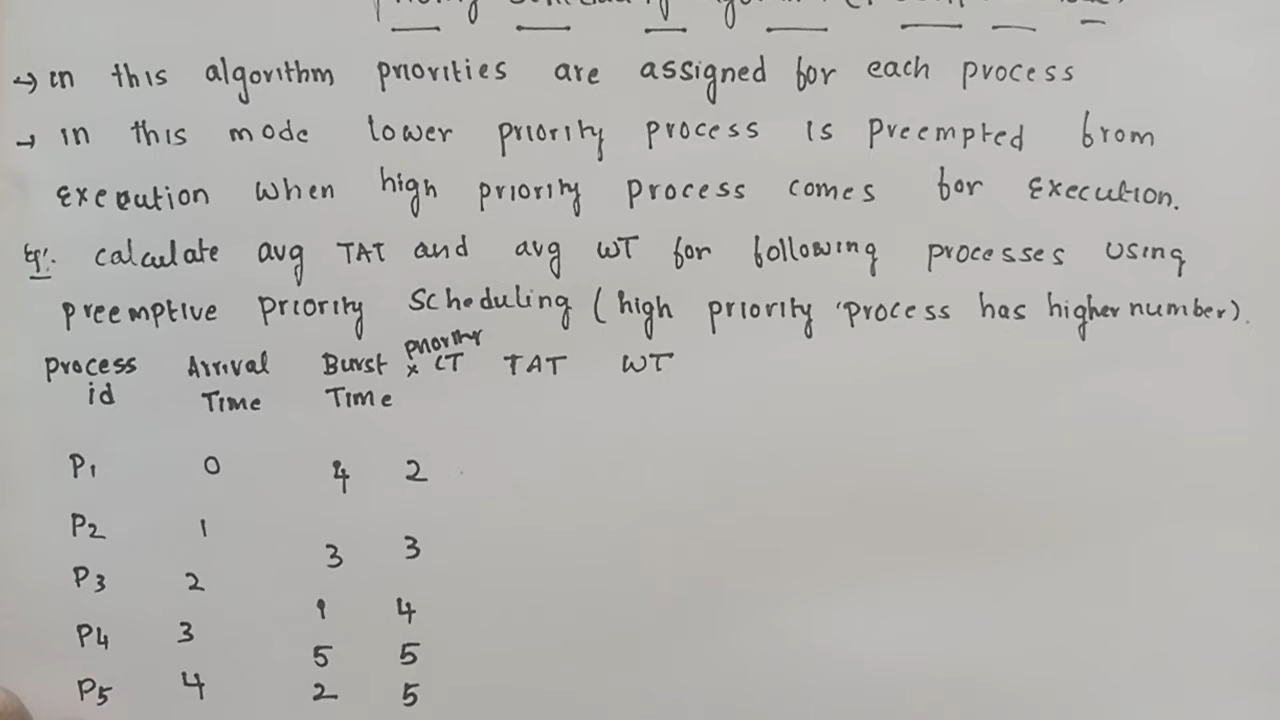 → in this algorithm priorities are assigned for each process
→ in this mode lower priority process is preempted from
execution when high priority process comes for execution.
Eg:. calculate avg TAT and avg WT for following processes using
preemptive priority scheduling (high priority process has higher number).
priority
process Arrival Burst x CT TAT WT
id Time Time
P1 0 4 2
P2 1 3 3
P3 2 1 4
P4 3 5 5
P5 4 2 5